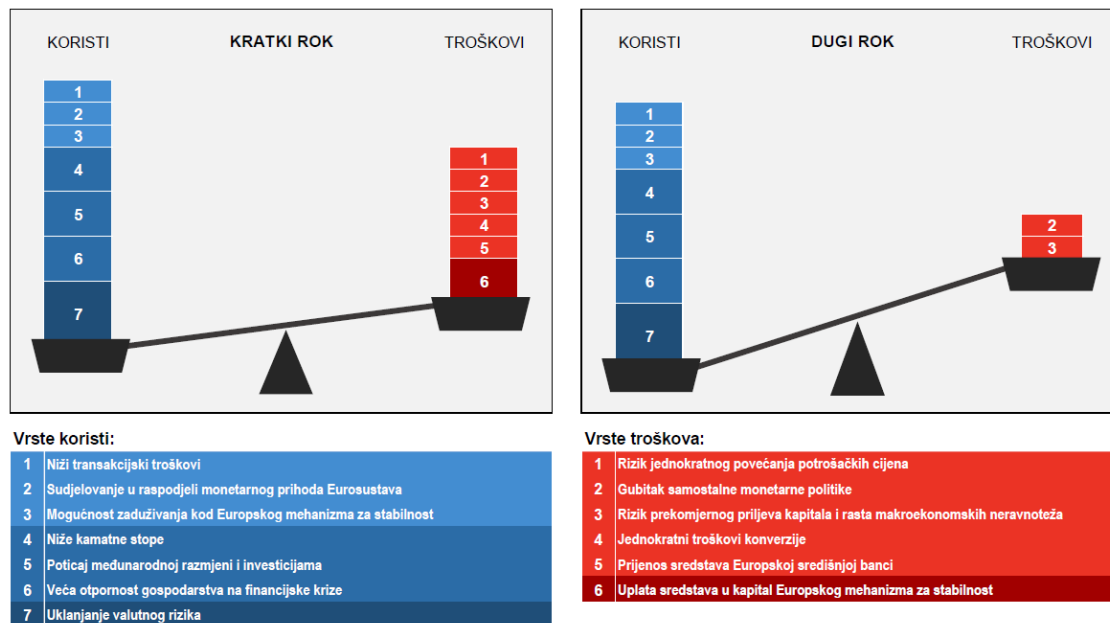 KORISTI KRATKI ROK TROŠKOVI
1
2
3
4
5
6
7
1
2
3
4
5
6
KORISTI DUGI ROK TROŠKOVI
1
2
3
4
5
6
7
2
3
Vrste koristi:
1 Niži transakcijski troškovi
2 Sudjelovanje u raspodjeli monetarnog prihoda Eurosustava
3 Mogućnost zaduživanja kod Europskog mehanizma za stabilnost
4 Niže kamatne stope
5 Poticaj međunarodnoj razmjeni i investicijama
6 Veća otpornost gospodarstva na financijske krize
7 Uklanjanje valutnog rizika
Vrste troškova:
1 Rizik jednokratnog povećanja potrošačkih cijena
2 Gubitak samostalne monetarne politike
3 Rizik prekomjernog priljeva kapitala i rasta makroekonomskih neravnoteža
4 Jednokratni troškovi konverzije
5 Prijenos sredstava Europskoj središnjoj banci
6 Uplata sredstava u kapital Europskog mehanizma za stabilnost